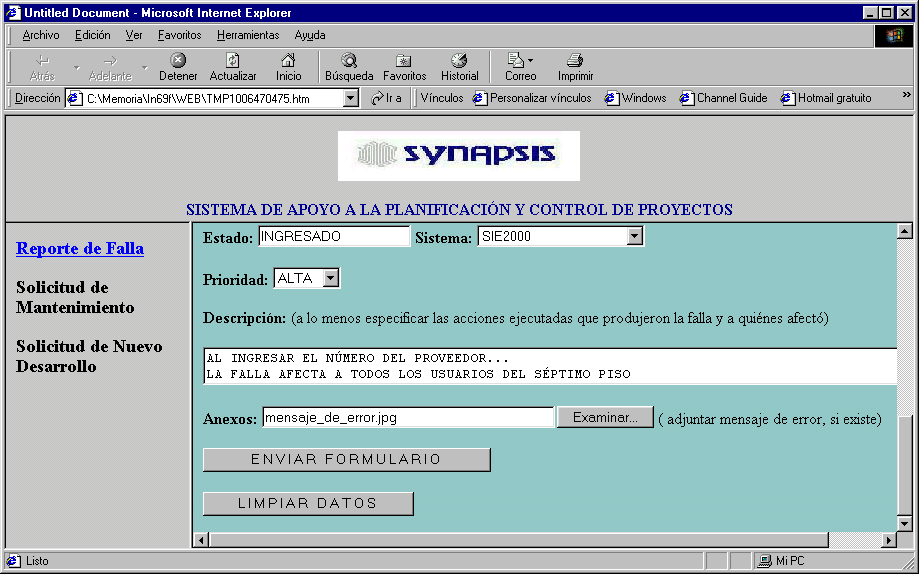 Untitled Document - Microsoft Internet Explorer
Archivo Edición Ver Favoritos Herramientas Ayuda
Atrás Adelante Detener Actualizar Inicio Búsqueda Favoritos Historial Correo Imprimir
Dirección C:\Memoria\In69f\WEB\TMP1006470475.htm Ir a Vínculos Personalizar vínculos Windows Channel Guide Hotmail gratuito »
SYNAPSIS
SISTEMA DE APOYO A LA PLANIFICACIÓN Y CONTROL DE PROYECTOS
Reporte de Falla
Solicitud de
Mantenimiento
Solicitud de Nuevo
Desarrollo
Estado: INGRESADO Sistema: SIE2000
Prioridad: ALTA
Descripción: (a lo menos especificar las acciones ejecutadas que produjeron la falla y a quiénes afectó)
AL INGRESAR EL NÚMERO DEL PROVEEDOR...
LA FALLA AFECTA A TODOS LOS USUARIOS DEL SÉPTIMO PISO
Anexos: mensaje_de_error.jpg Examinar... ( adjuntar mensaje de error, si existe)
ENVIAR FORMULARIO
LIMPIAR DATOS
Listo Mi PC